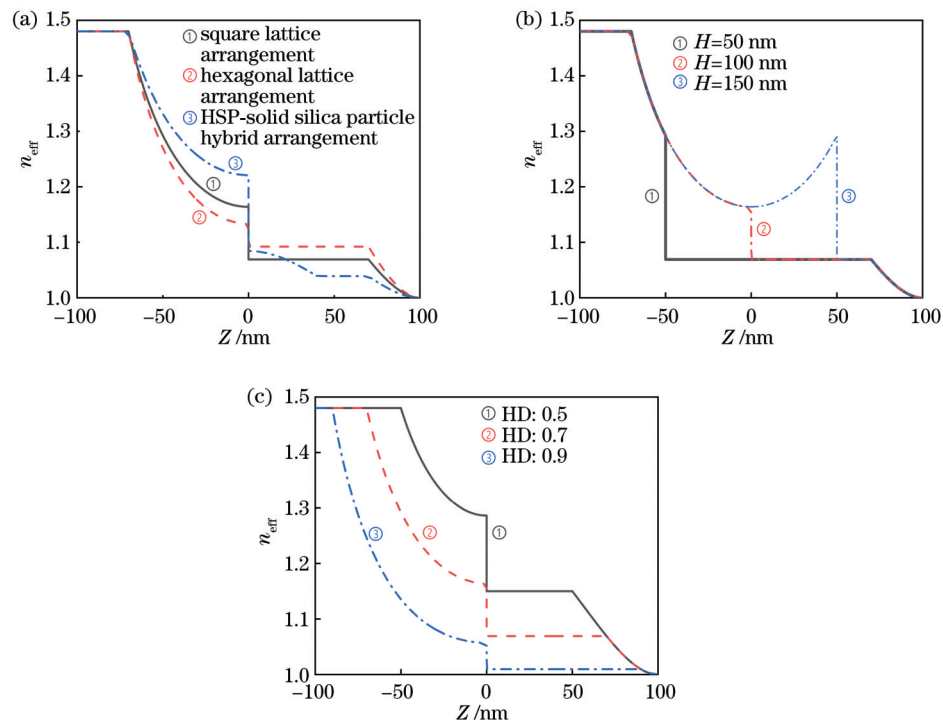 (a)
1.5
1.4
1.3
1.2
1.1
1.0
n_eff
① square lattice
arrangement
② hexagonal lattice
arrangement
③ HSP-solid silica particle
hybrid arrangement
③
①
②
−100 −50 0 50 100
Z /nm
(b)
1.5
1.4
1.3
1.2
1.1
1.0
n_eff
① H=50 nm
② H=100 nm
③ H=150 nm
①
②
③
−100 −50 0 50 100
Z /nm
(c)
1.5
1.4
1.3
1.2
1.1
1.0
n_eff
① HD: 0.5
② HD: 0.7
③ HD: 0.9
③
②
①
−100 −50 0 50 100
Z /nm